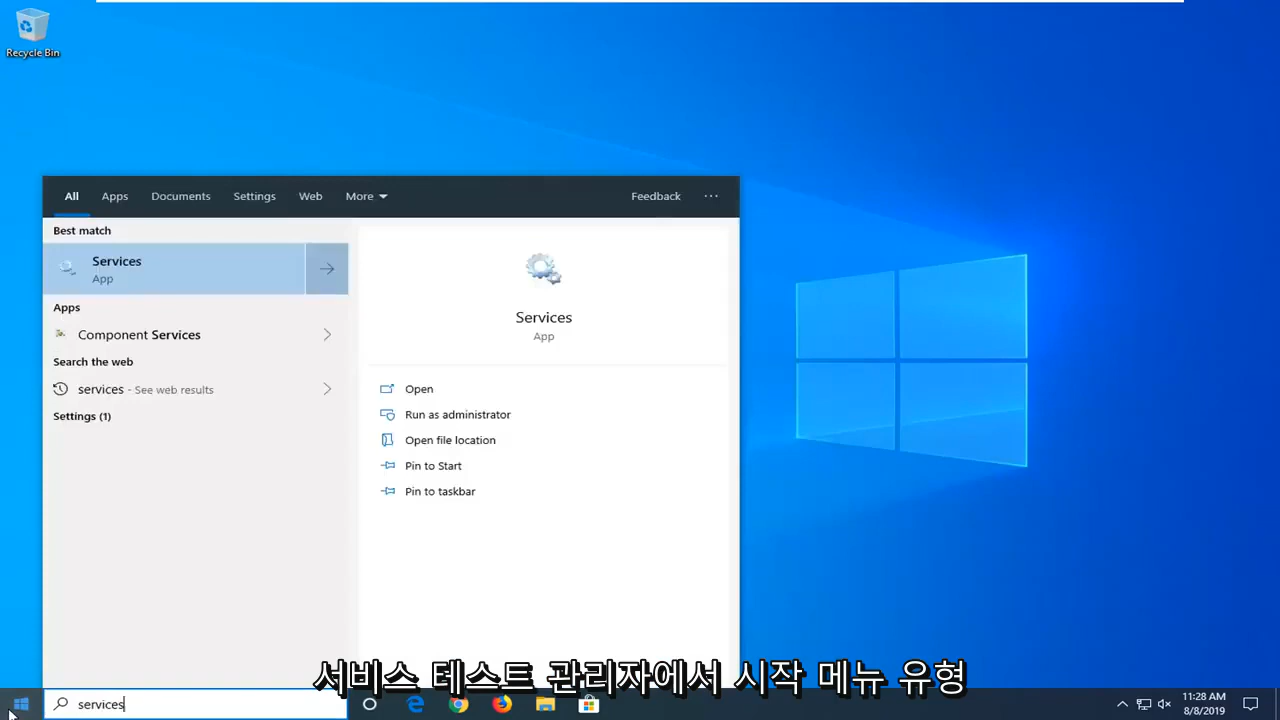 Recycle Bin
All Apps Documents Settings Web More Feedback ...
Best match
Services
App
Apps
Component Services
Search the web
services - See web results
Settings (1)
Services
App
Open
Run as administrator
Open file location
Pin to Start
Pin to taskbar
서비스 테스트 관리자에서 시작 메뉴 유형
services
11:28 AM
8/8/2019